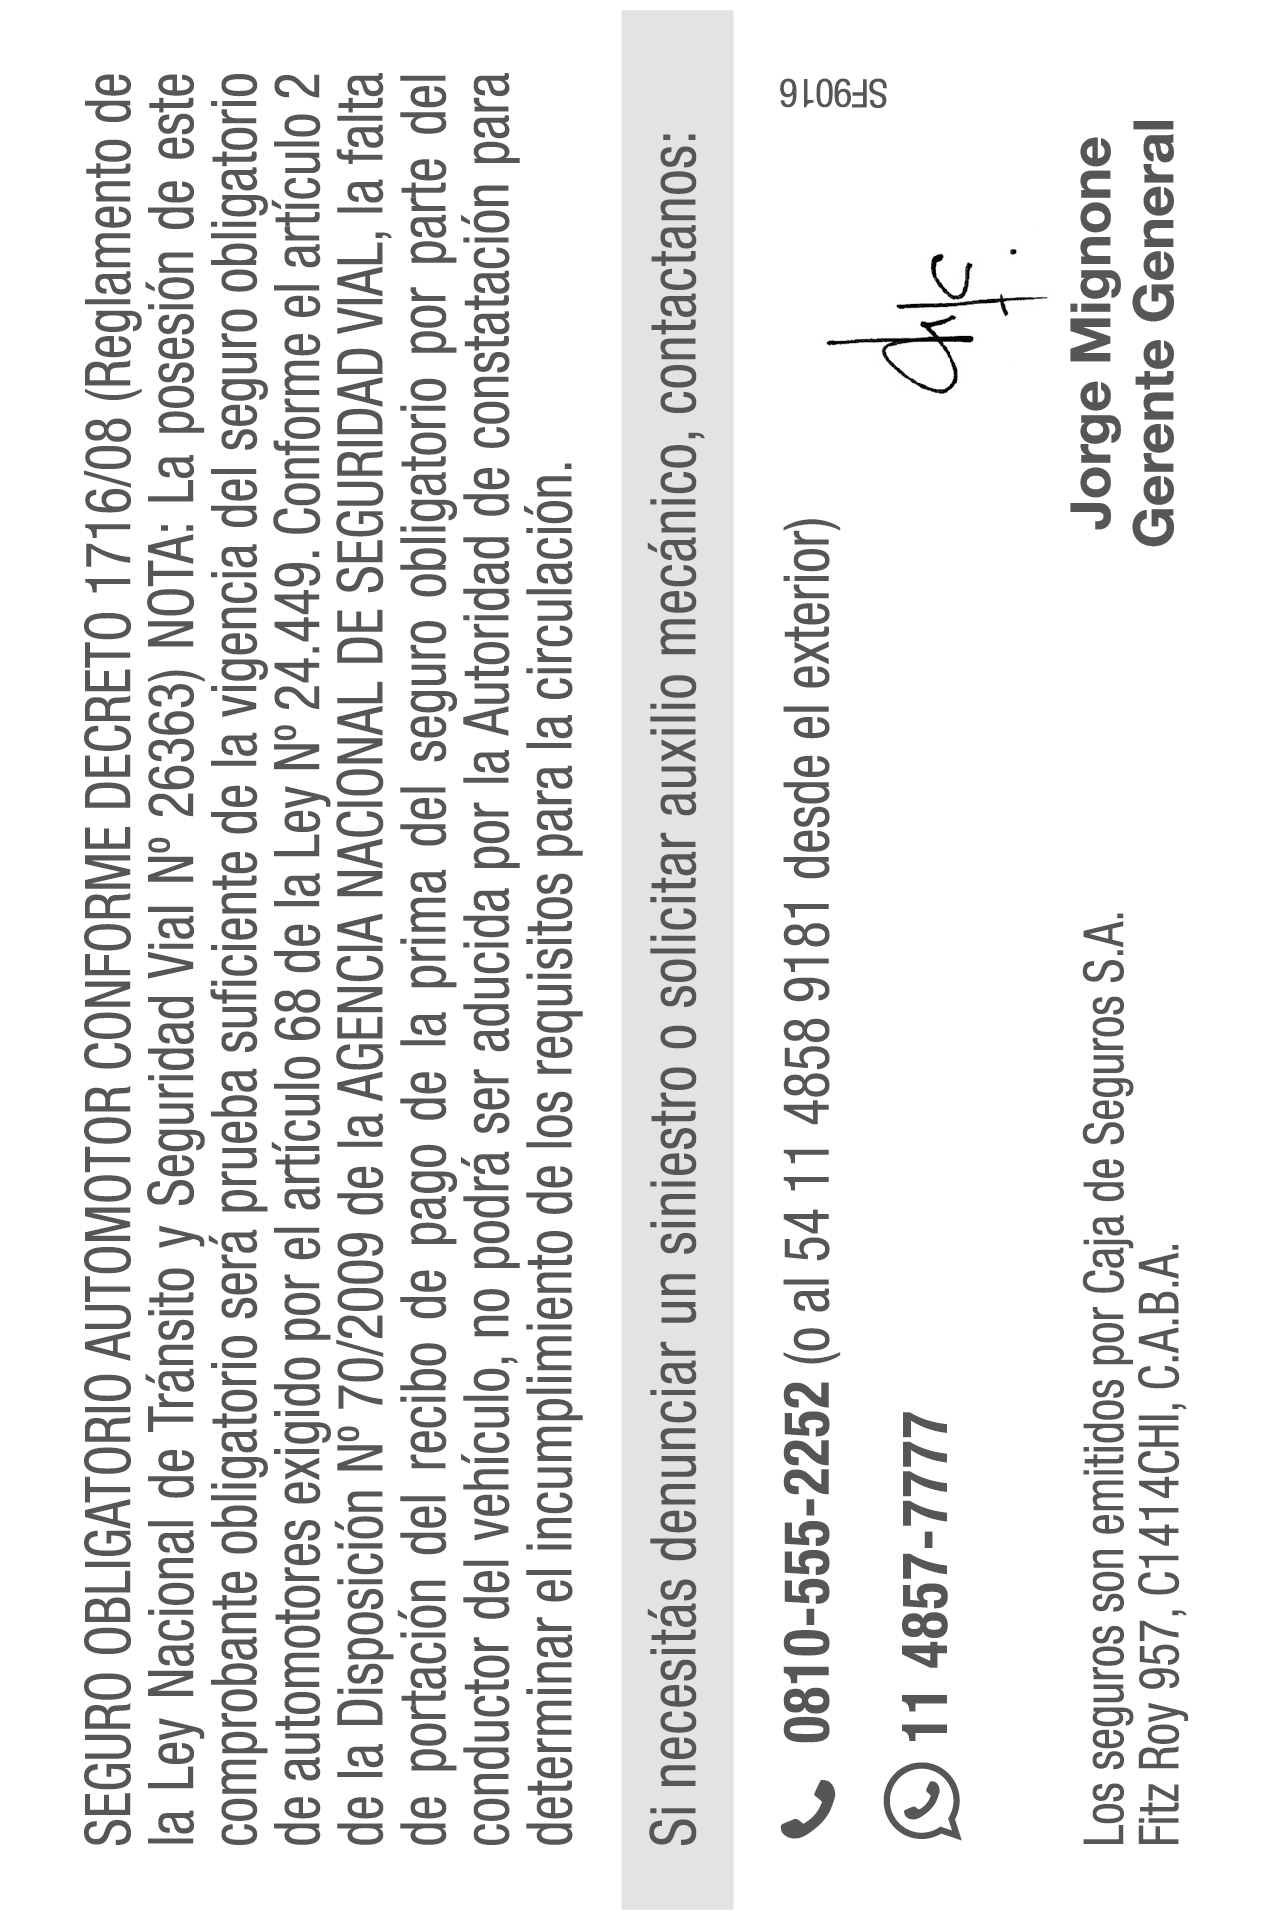 SEGURO OBLIGATORIO AUTOMOTOR CONFORME DECRETO 1716/08 (Reglamento de
la Ley Nacional de Tránsito y Seguridad Vial Nº 26363) NOTA: La posesión de este
comprobante obligatorio será prueba suficiente de la vigencia del seguro obligatorio
de automotores exigido por el artículo 68 de la Ley Nº 24.449. Conforme el artículo 2
de la Disposición Nº 70/2009 de la AGENCIA NACIONAL DE SEGURIDAD VIAL, la falta
de portación del recibo de pago de la prima del seguro obligatorio por parte del
conductor del vehículo, no podrá ser aducida por la Autoridad de constatación para
determinar el incumplimiento de los requisitos para la circulación.
Si necesitás denunciar un siniestro o solicitar auxilio mecánico, contactanos:
0810-555-2252 (o al 54 11 4858 9181 desde el exterior)
11 4857-7777
SF9016
Jorge Mignone
Gerente General
Los seguros son emitidos por Caja de Seguros S.A.
Fitz Roy 957, C1414CHI, C.A.B.A.